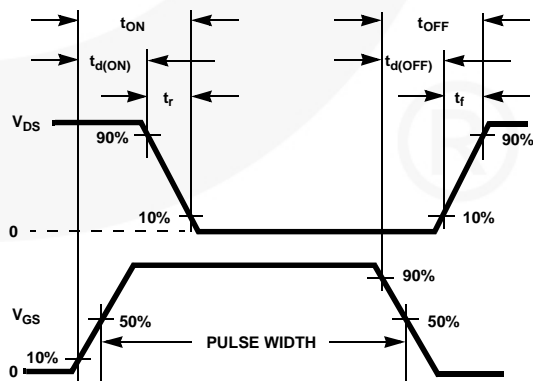 tON
tOFF
td(ON)
td(OFF)
tr
tf
VDS
90%
90%
10%
10%
0
90%
VGS
50%
PULSE WIDTH
50%
10%
0
®